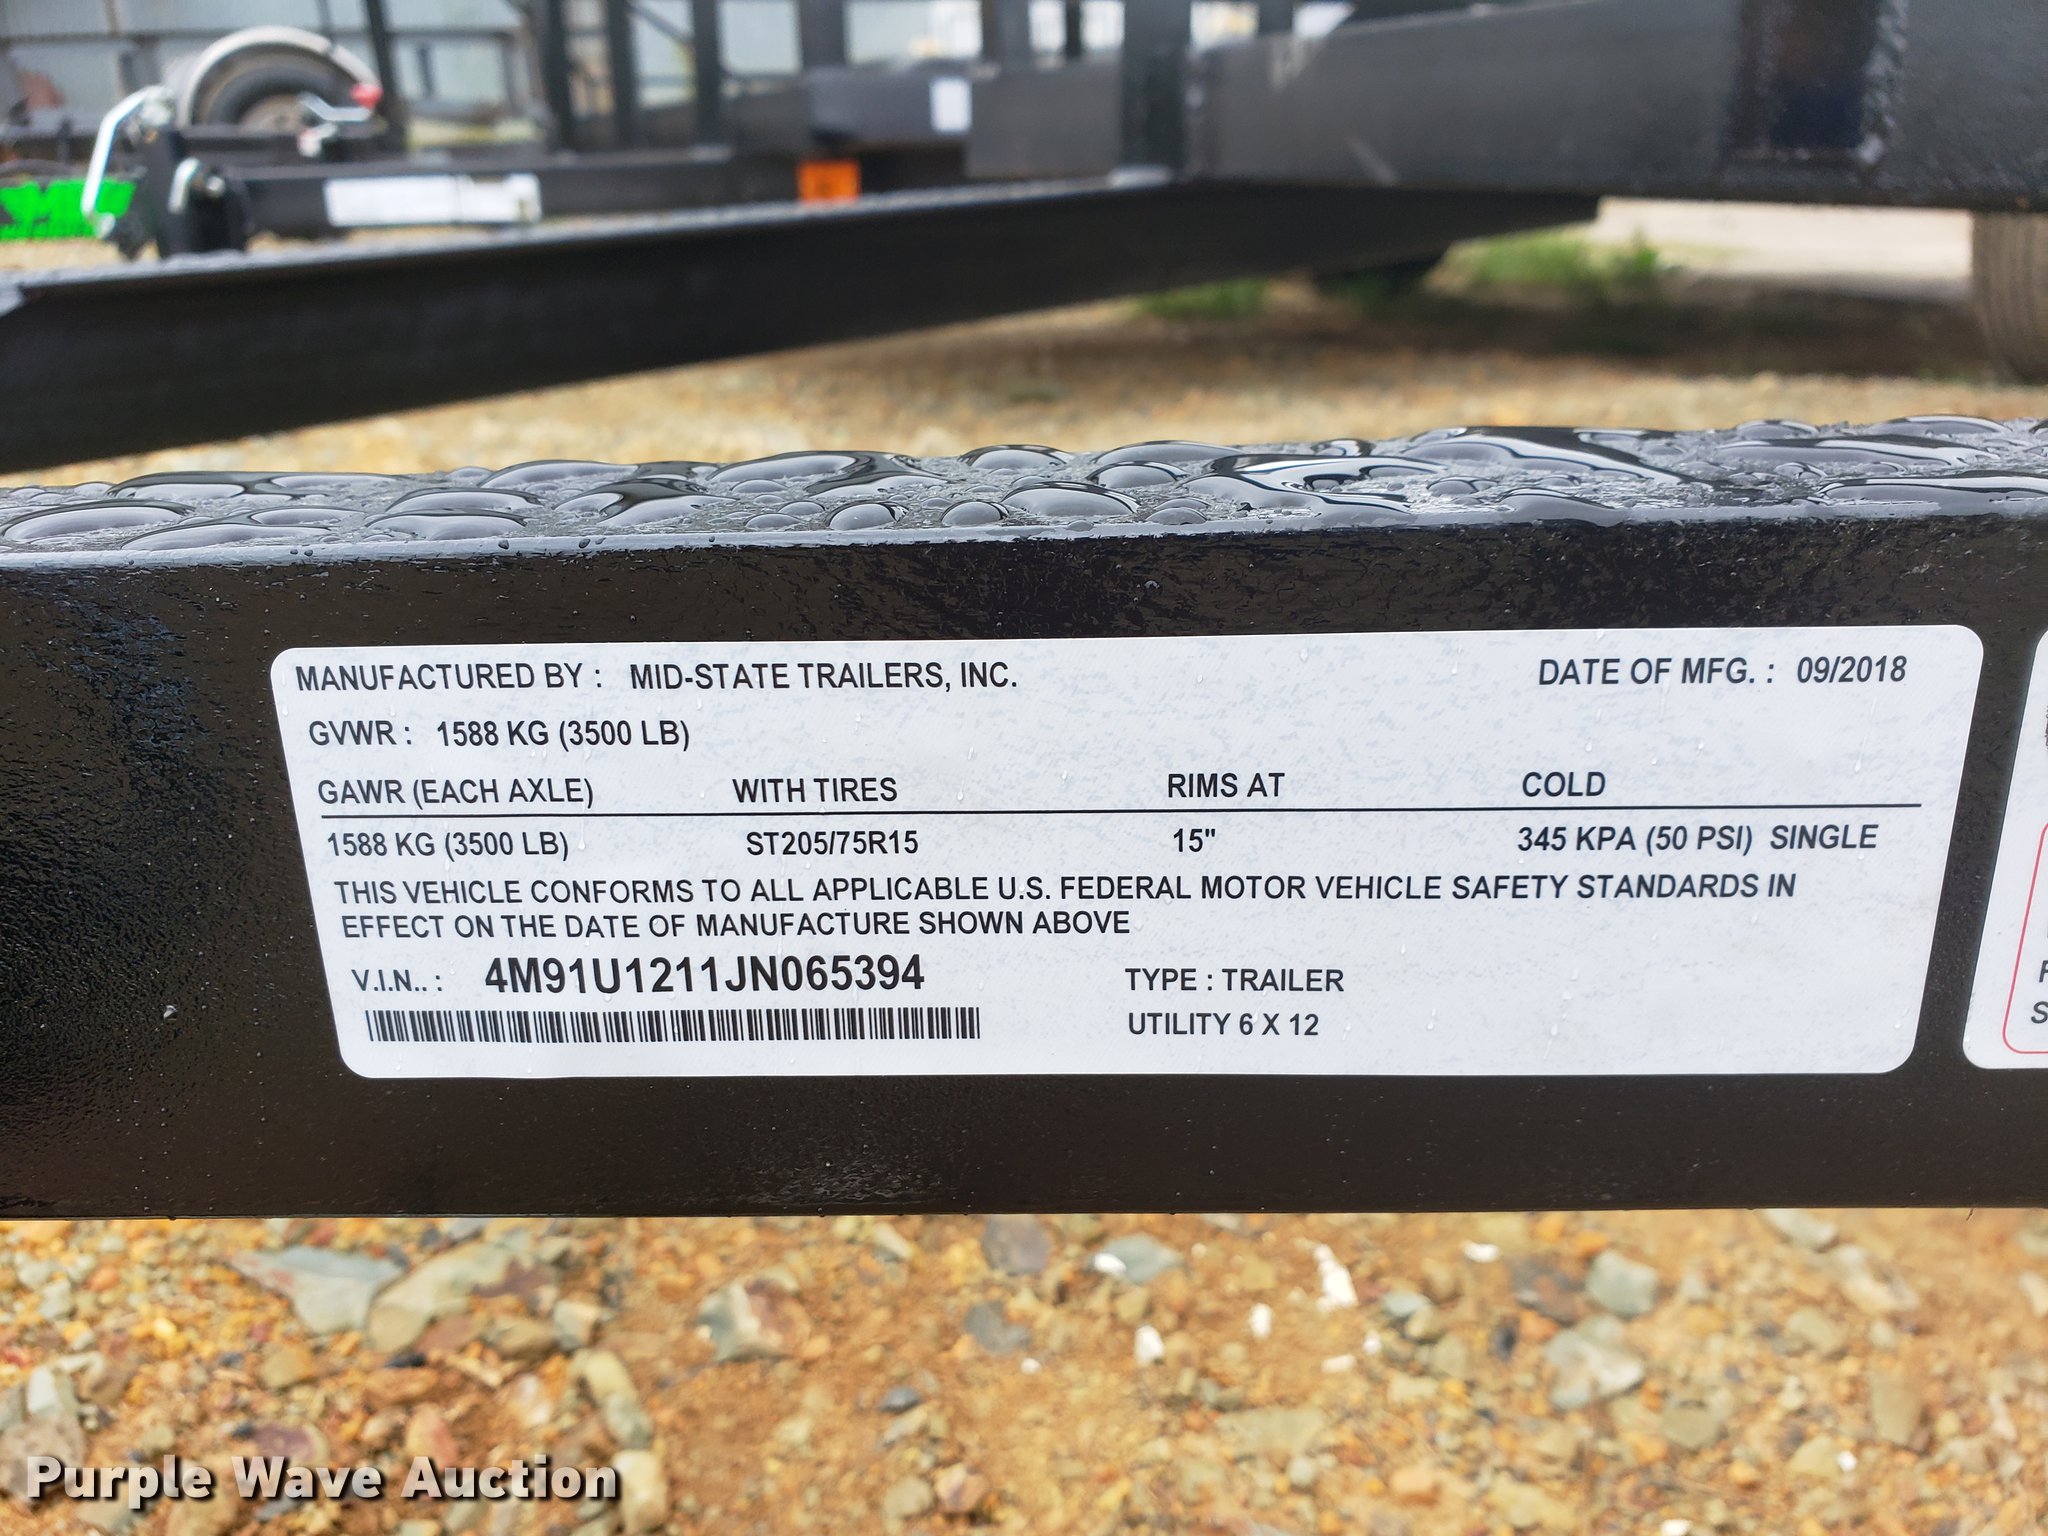 MANUFACTURED BY : MID-STATE TRAILERS, INC. DATE OF MFG. : 09/2018
GVWR : 1588 KG (3500 LB)
GAWR (EACH AXLE) WITH TIRES RIMS AT COLD
1588 KG (3500 LB) ST205/75R15 15" 345 KPA (50 PSI) SINGLE
THIS VEHICLE CONFORMS TO ALL APPLICABLE U.S. FEDERAL MOTOR VEHICLE SAFETY STANDARDS IN
EFFECT ON THE DATE OF MANUFACTURE SHOWN ABOVE
V.I.N.. : 4M91U1211JN065394 TYPE : TRAILER
UTILITY 6 X 12
Purple Wave Auction